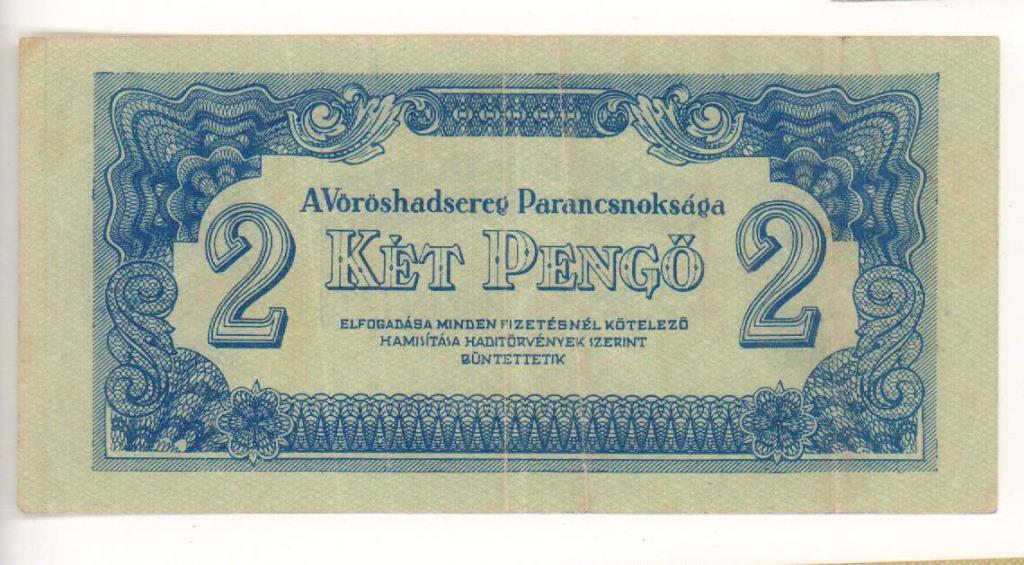 A Vöröshadsereg Parancsnoksága
2 KÉT PENGŐ 2
ELFOGADÁSA MINDEN FIZETÉSNÉL KÖTELEZŐ
HAMISÍTÁSA HADITÖRVÉNYEK SZERINT
BÜNTETTETIK